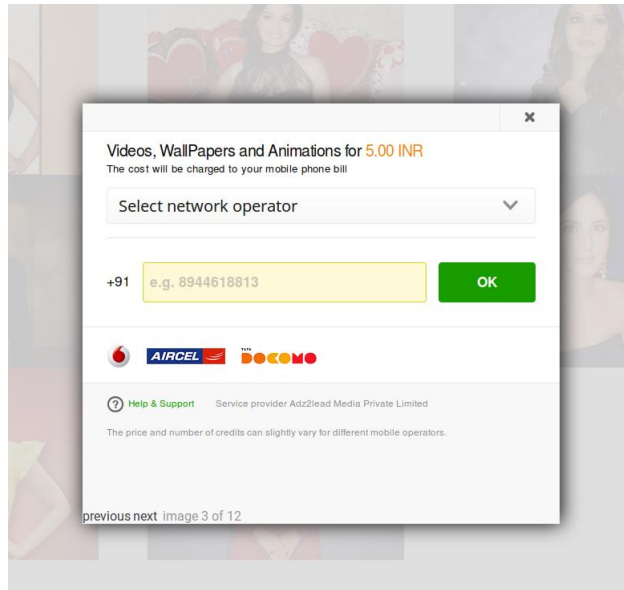 Videos, WallPapers and Animations for 5.00 INR
The cost will be charged to your mobile phone bill
Select network operator
+91 e.g. 8944618813 OK
AIRCEL TATA DOCOMO
Help & Support Service provider Adz2lead Media Private Limited
The price and number of credits can slightly vary for different mobile operators.
previous next image 3 of 12